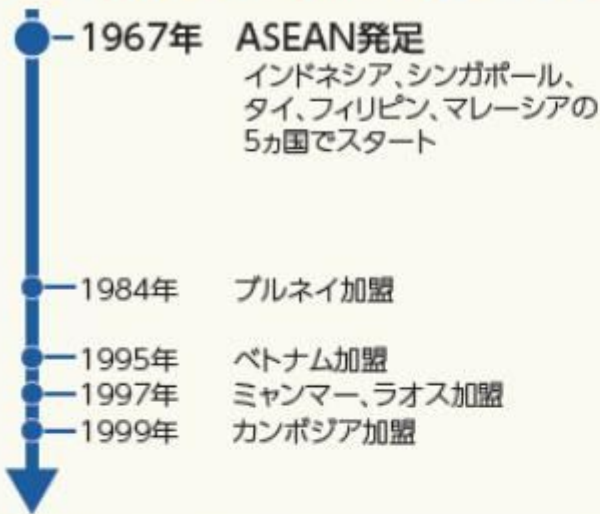 1967年 ASEAN発足
インドネシア、シンガポール、
タイ、フィリピン、マレーシアの
5ヵ国でスタート
1984年 ブルネイ加盟
1995年 ベトナム加盟
1997年 ミャンマー、ラオス加盟
1999年 カンボジア加盟